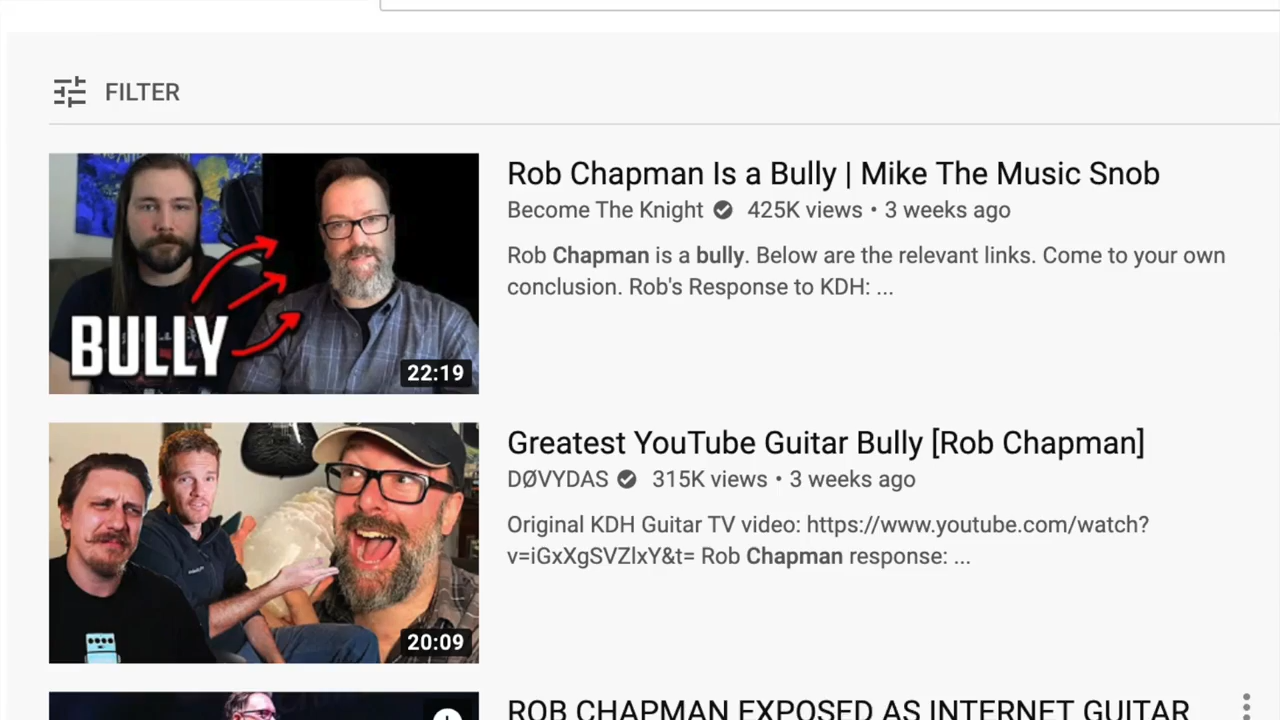 FILTER
BULLY
22:19
Rob Chapman Is a Bully | Mike The Music Snob
Become The Knight 425K views • 3 weeks ago
Rob Chapman is a bully. Below are the relevant links. Come to your own
conclusion. Rob's Response to KDH: ...
20:09
Greatest YouTube Guitar Bully [Rob Chapman]
DØVYDAS 315K views • 3 weeks ago
Original KDH Guitar TV video: https://www.youtube.com/watch?
v=iGxXgSVZlxY&t= Rob Chapman response: ...
ROB CHAPMAN EXPOSED AS INTERNET GUITAR